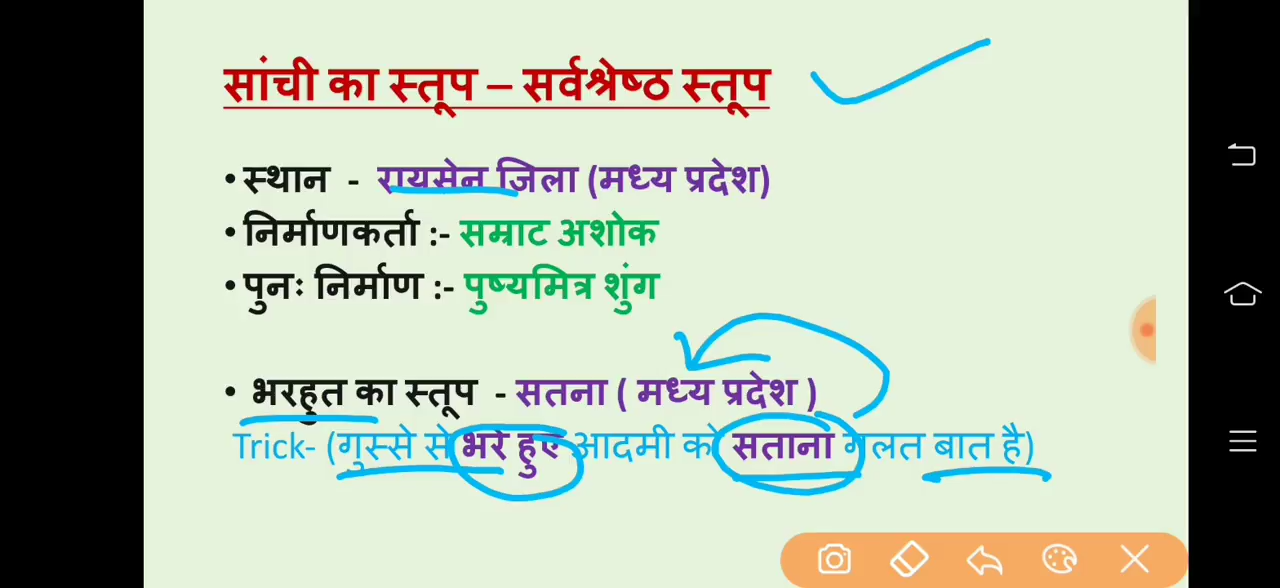 सांची का स्तूप – सर्वश्रेष्ठ स्तूप
• स्थान - रायसेन जिला (मध्य प्रदेश)
• निर्माणकर्ता :- सम्राट अशोक
• पुनः निर्माण :- पुष्यमित्र शुंग
• भरहुत का स्तूप - सतना ( मध्य प्रदेश )
Trick- (गुस्से से भरे हुए आदमी को सताना गलत बात है)